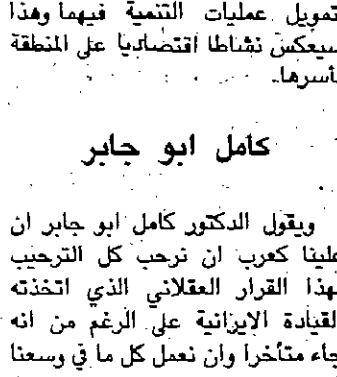 تمويل عمليات التنمية فيهما وهذا
سيعكس نشاطا اقتصاديا على المنطقة
بأسرها.
كامل ابو جابر
ويقول الدكتور كامل ابو جابر ان
علينا كعرب ان نرحب كل الترحيب
بهذا القرار العقلاني الذي اتخذته
القيادة الايرانية على الرغم من انه
جاء متأخرا وان نعمل كل ما في وسعنا